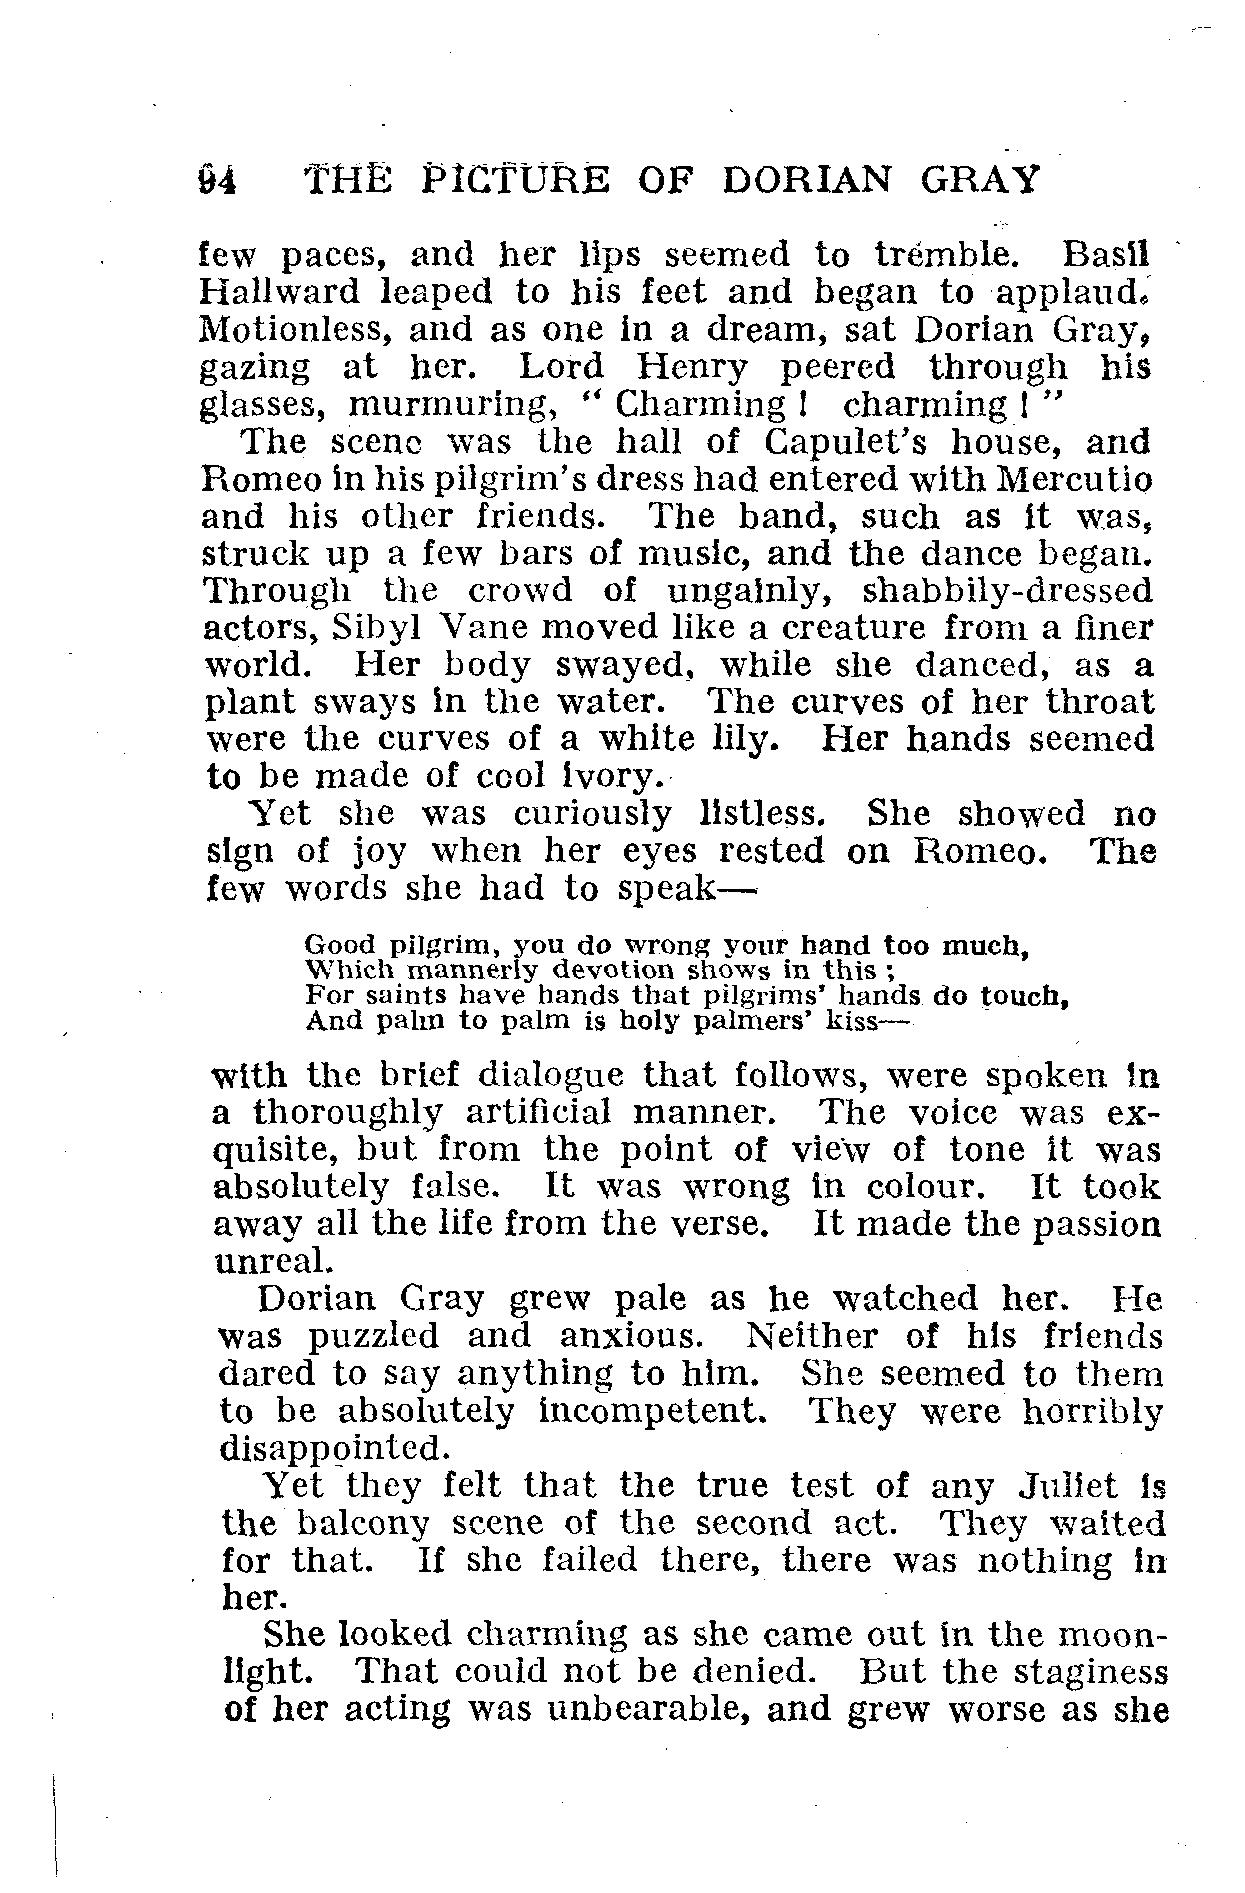 94 THE PICTURE OF DORIAN GRAY
few paces, and her lips seemed to tremble. Basil
Hallward leaped to his feet and began to applaud.
Motionless, and as one in a dream, sat Dorian Gray,
gazing at her. Lord Henry peered through his
glasses, murmuring, “ Charming ! charming ! ”
The scene was the hall of Capulet's house, and
Romeo in his pilgrim's dress had entered with Mercutio
and his other friends. The band, such as it was,
struck up a few bars of music, and the dance began.
Through the crowd of ungainly, shabbily-dressed
actors, Sibyl Vane moved like a creature from a finer
world. Her body swayed, while she danced, as a
plant sways in the water. The curves of her throat
were the curves of a white lily. Her hands seemed
to be made of cool ivory.
Yet she was curiously listless. She showed no
sign of joy when her eyes rested on Romeo. The
few words she had to speak—
Good pilgrim, you do wrong your hand too much,
Which mannerly devotion shows in this ;
For saints have hands that pilgrims' hands do touch,
And palm to palm is holy palmers' kiss—
with the brief dialogue that follows, were spoken in
a thoroughly artificial manner. The voice was ex-
quisite, but from the point of view of tone it was
absolutely false. It was wrong in colour. It took
away all the life from the verse. It made the passion
unreal.
Dorian Gray grew pale as he watched her. He
was puzzled and anxious. Neither of his friends
dared to say anything to him. She seemed to them
to be absolutely incompetent. They were horribly
disappointed.
Yet they felt that the true test of any Juliet is
the balcony scene of the second act. They waited
for that. If she failed there, there was nothing in
her.
She looked charming as she came out in the moon-
light. That could not be denied. But the staginess
of her acting was unbearable, and grew worse as she